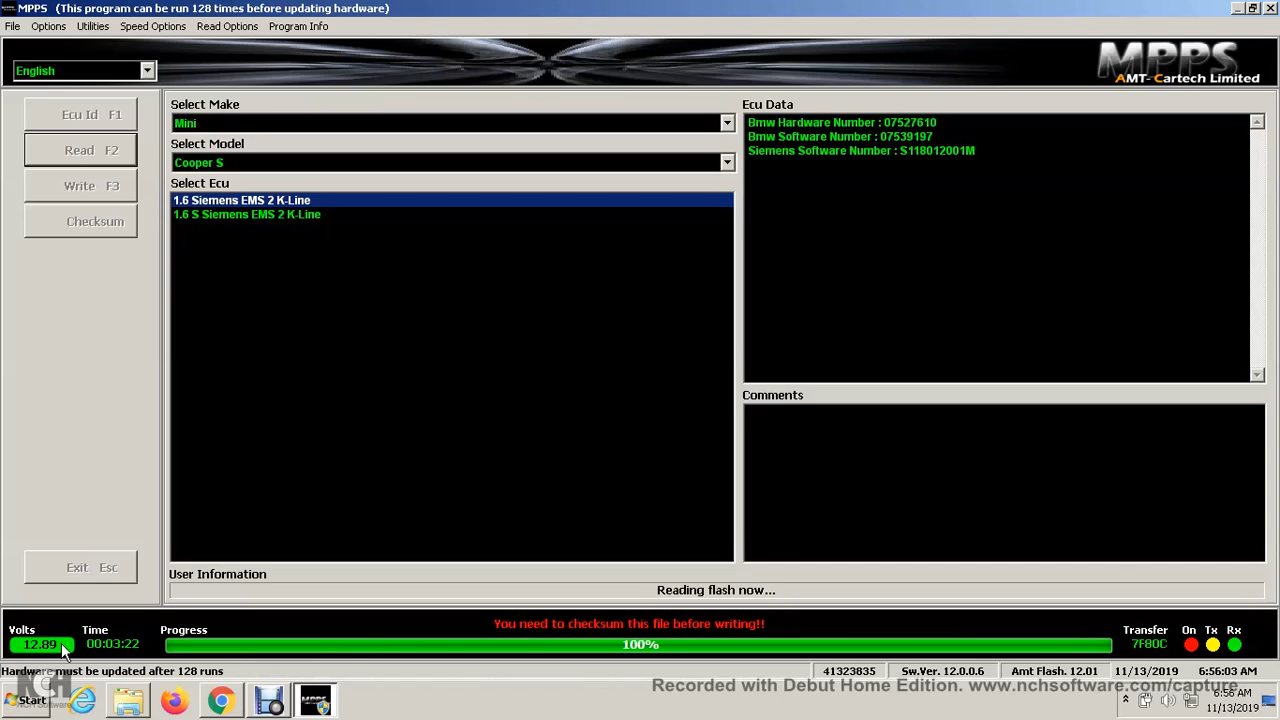 MPPS (This program can be run 128 times before updating hardware)
File Options Utilities Speed Options Read Options Program Info
English
MPPS
AMT-Cartech Limited
Ecu Id F1
Read F2
Write F3
Checksum
Exit Esc
Select Make
Mini
Select Model
Cooper S
Select Ecu
1.6 Siemens EMS 2 K-Line
1.6 S Siemens EMS 2 K-Line
Ecu Data
Bmw Hardware Number : 07527610
Bmw Software Number : 07539197
Siemens Software Number : S118012001M
Comments
User Information
Reading flash now...
You need to checksum this file before writing!!
Volts Time Progress Transfer On Tx Rx
12.89 00:03:22 100% 7F80C
Hardware must be updated after 128 runs 41323835 Sw.Ver. 12.0.0.6 Amt Flash. 12.01 11/13/2019 6:56:03 AM
NCH
NCH Software
Recorded with Debut Home Edition. www.nchsoftware.com/capture
Start MPPS 6:56 AM
11/13/2019